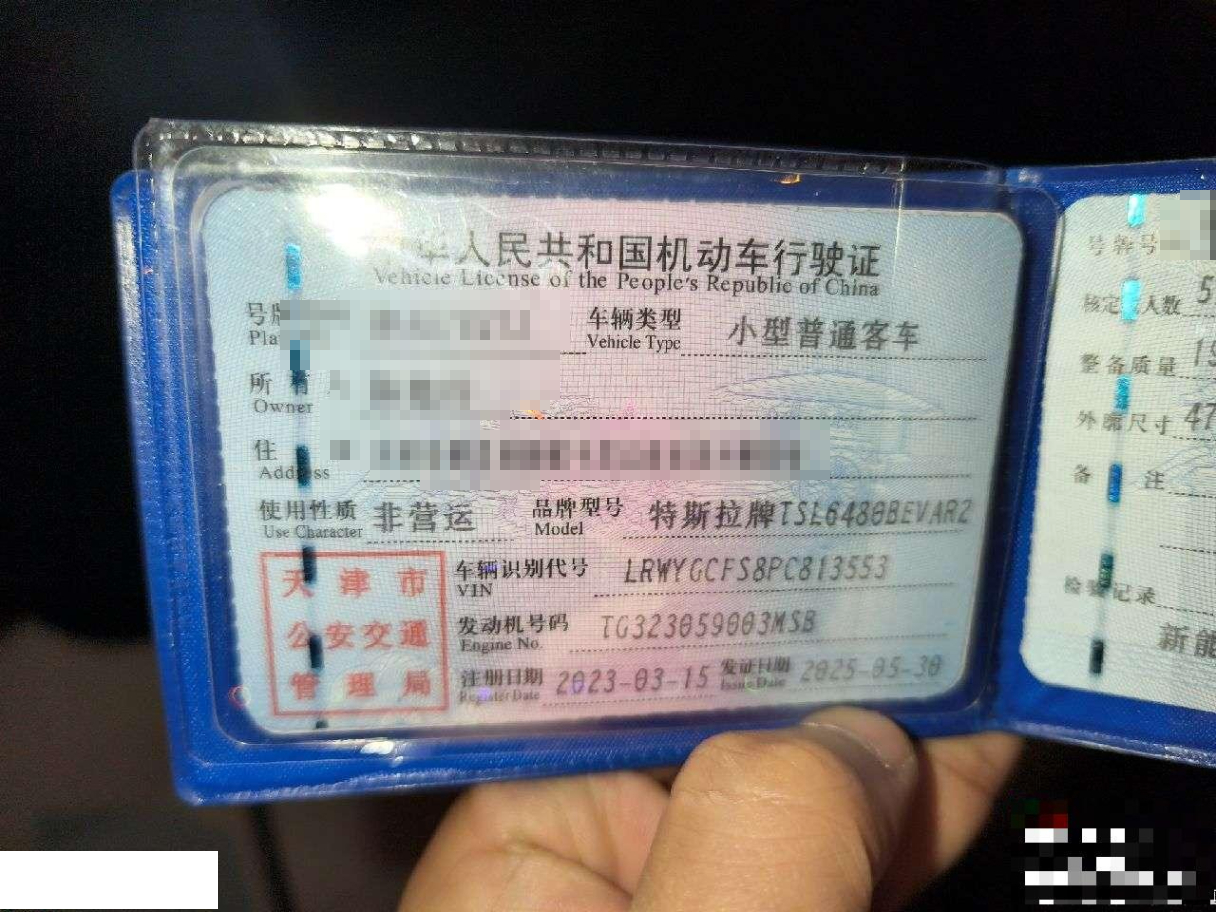 华人民共和国机动车行驶证
Vehicle License of the People's Republic of China
号牌
Pla
车辆类型 小型普通客车
Vehicle Type
所有人
Owner
住
Address
使用性质 非营运 品牌型号 特斯拉牌TSL6480BEVAR2
Use Character Model
车辆识别代号 LRWYGCFS8PC813553
VIN
发动机号码 TG323059003MSB
Engine No.
注册日期 2023-03-15 发证日期 2025-05-30
Register Date Issue Date
天津市
公安交通
管理局
号牌号
核定人数 5
整备质量 19
外廓尺寸 47
备注
检验记录
新能